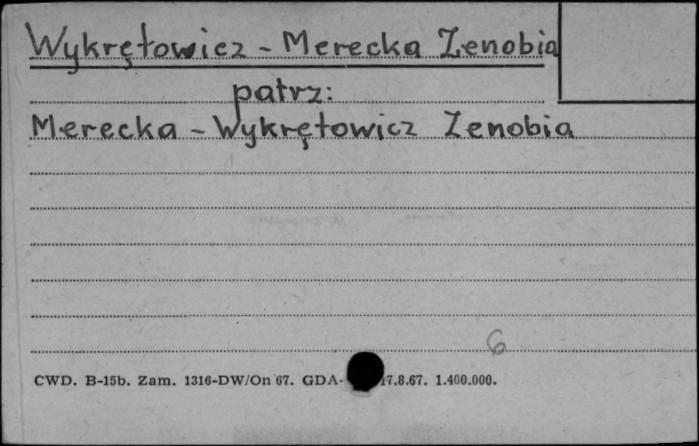 Wykrętowicz - Merecka Zenobia
patrz:
Merecka - Wykrętowicz Zenobia
6
CWD. B-15b. Zam. 1316-DW/On 67. GDA- 17.8.67. 1.400.000.